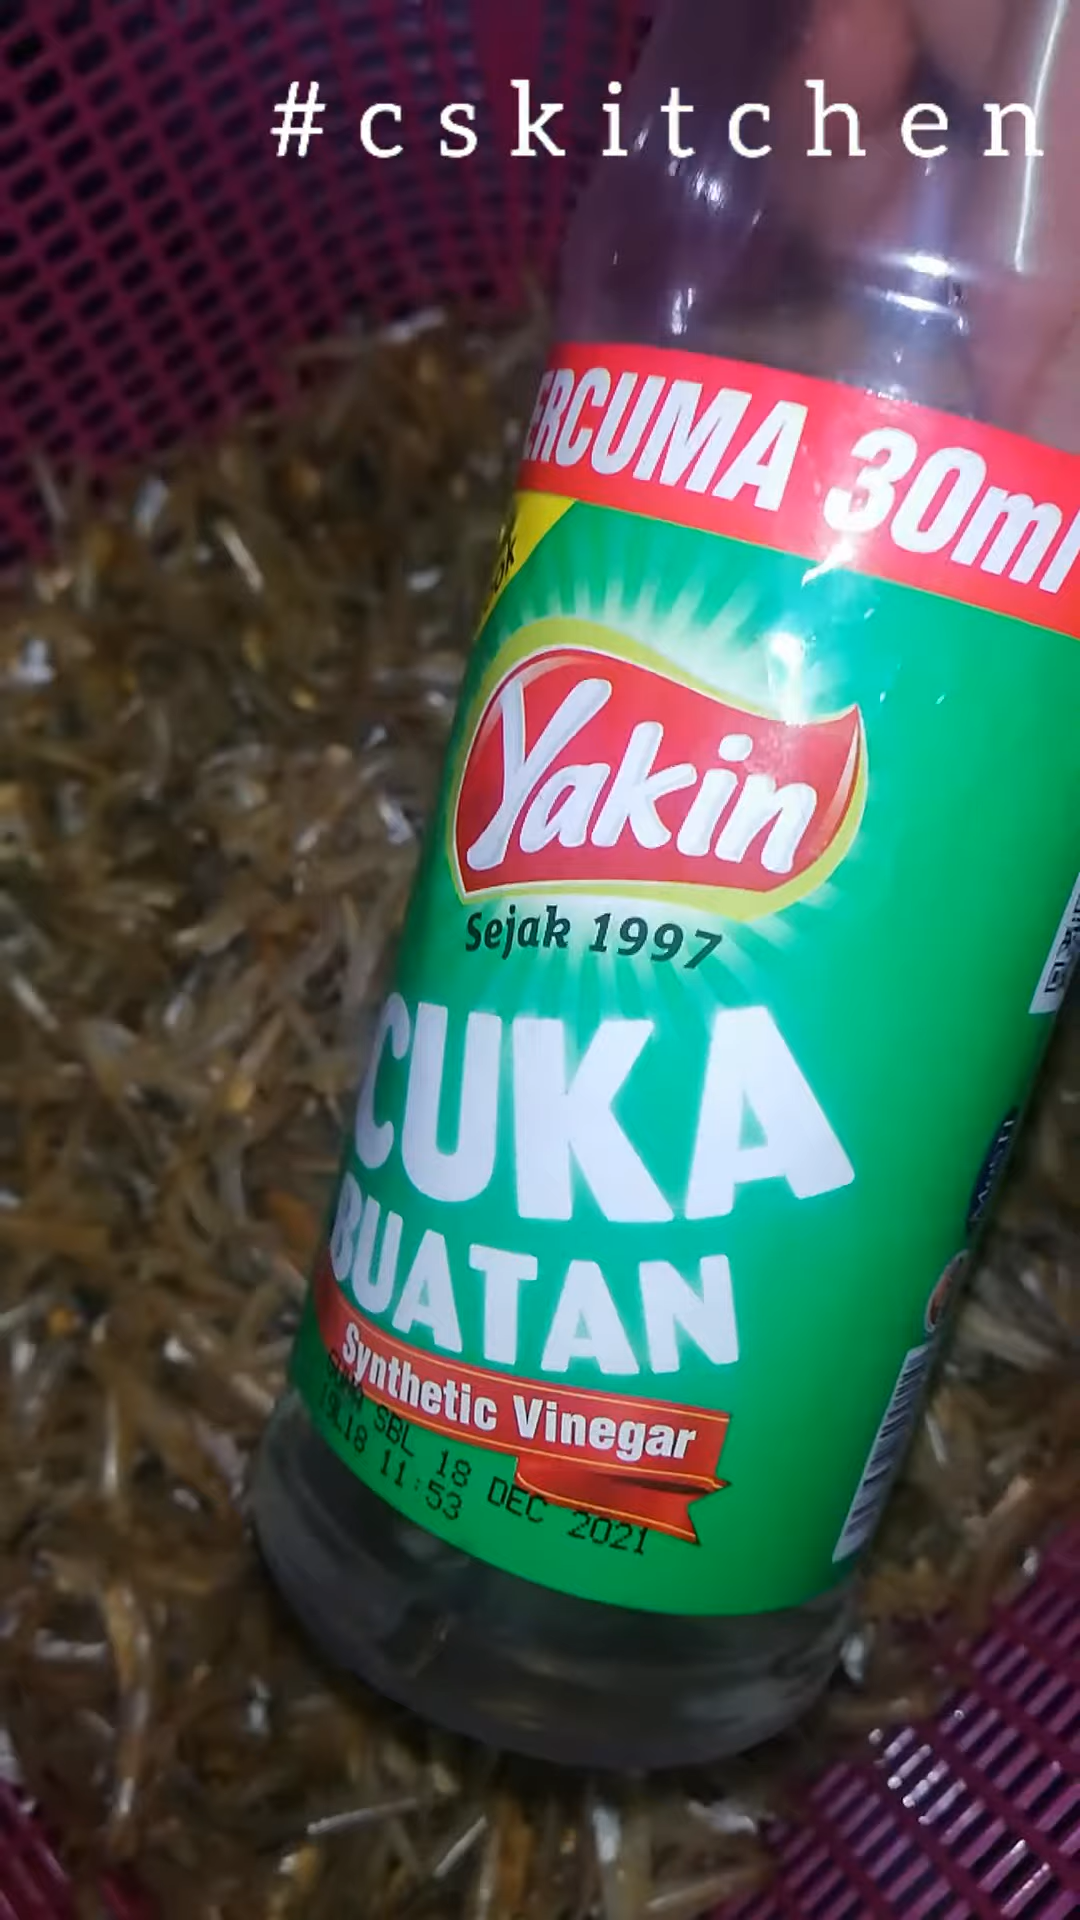 #cskitchen
ERCUMA 30ml
Yakin
Sejak 1997
CUKA
BUATAN
Synthetic Vinegar
SBL 18 DEC 2021
11:53